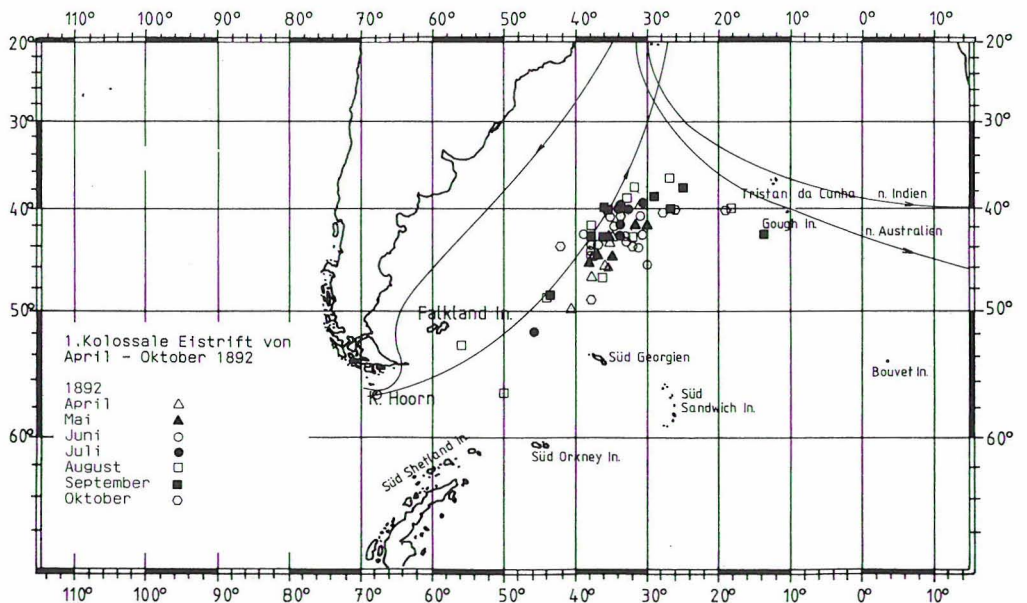 110° 100° 90° 80° 70° 60° 50° 40° 30° 20° 10° 0° 10°
20° 20°
30° 30°
Tristan da Cunha n. Indien
40° 40°
Gough In. n. Australien
50° 50°
Falkland In.
1.Kolossale Eistrift von
April - Oktober 1892
Süd Georgien
Bouvet In.
1892
K. Hoorn
Süd
Sandwich In.
April
Mai
Juni
Juli
August
September
Oktober
60° 60°
Süd Orkney In.
Süd Shetland In.
110° 100° 90° 80° 70° 60° 50° 40° 30° 20° 10° 0° 10°